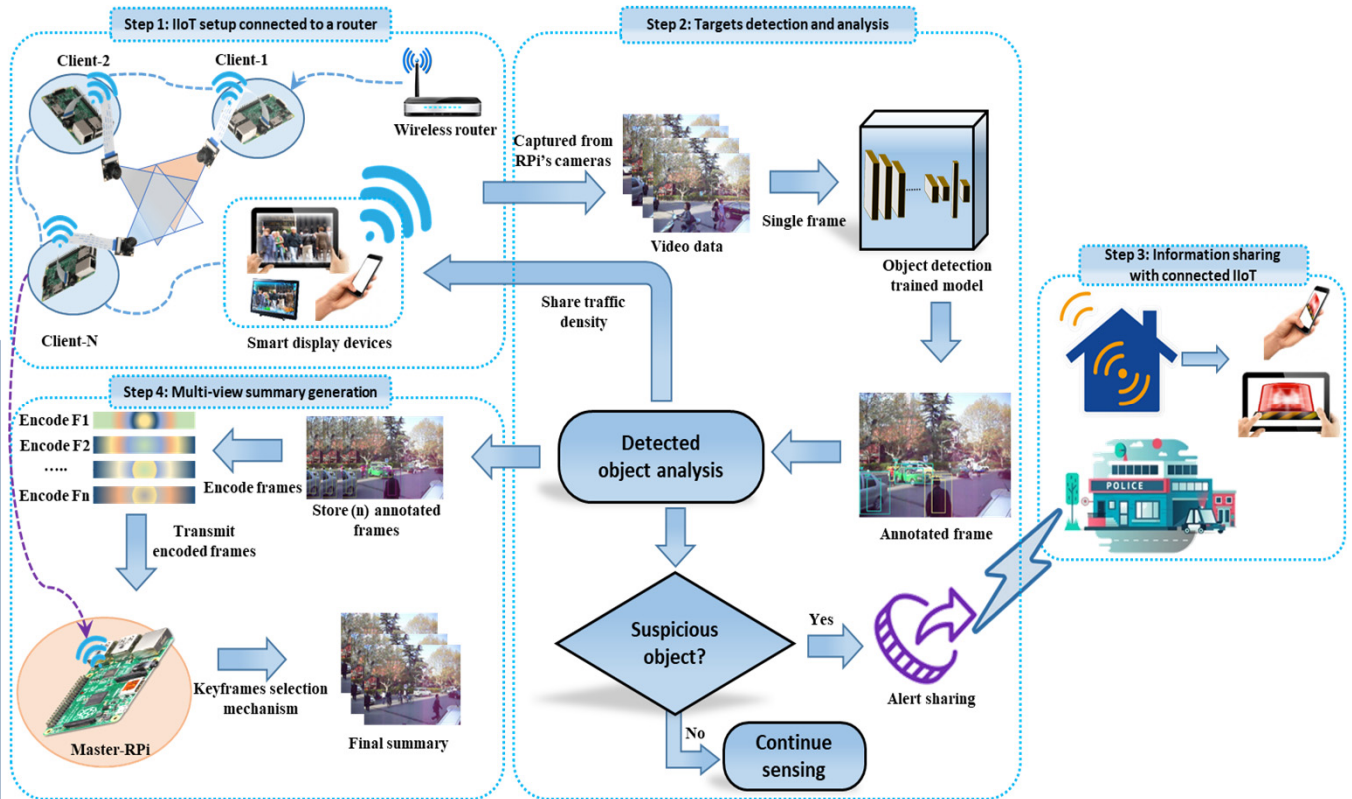 Step 1: IIoT setup connected to a router
Client-2
Client-1
Wireless router
Client-N
Smart display devices
Step 2: Targets detection and analysis
Captured from
RPi's cameras
Video data
Single frame
Object detection
trained model
Share traffic
density
Annotated frame
Detected
object analysis
Suspicious
object?
Yes
Alert sharing
No
Continue
sensing
Step 3: Information sharing
with connected IIoT
POLICE
Step 4: Multi-view summary generation
Encode F1
Encode F2
.....
Encode Fn
Encode frames
Store (n) annotated
frames
Transmit
encoded frames
Master-RPi
Keyframes selection
mechanism
Final summary